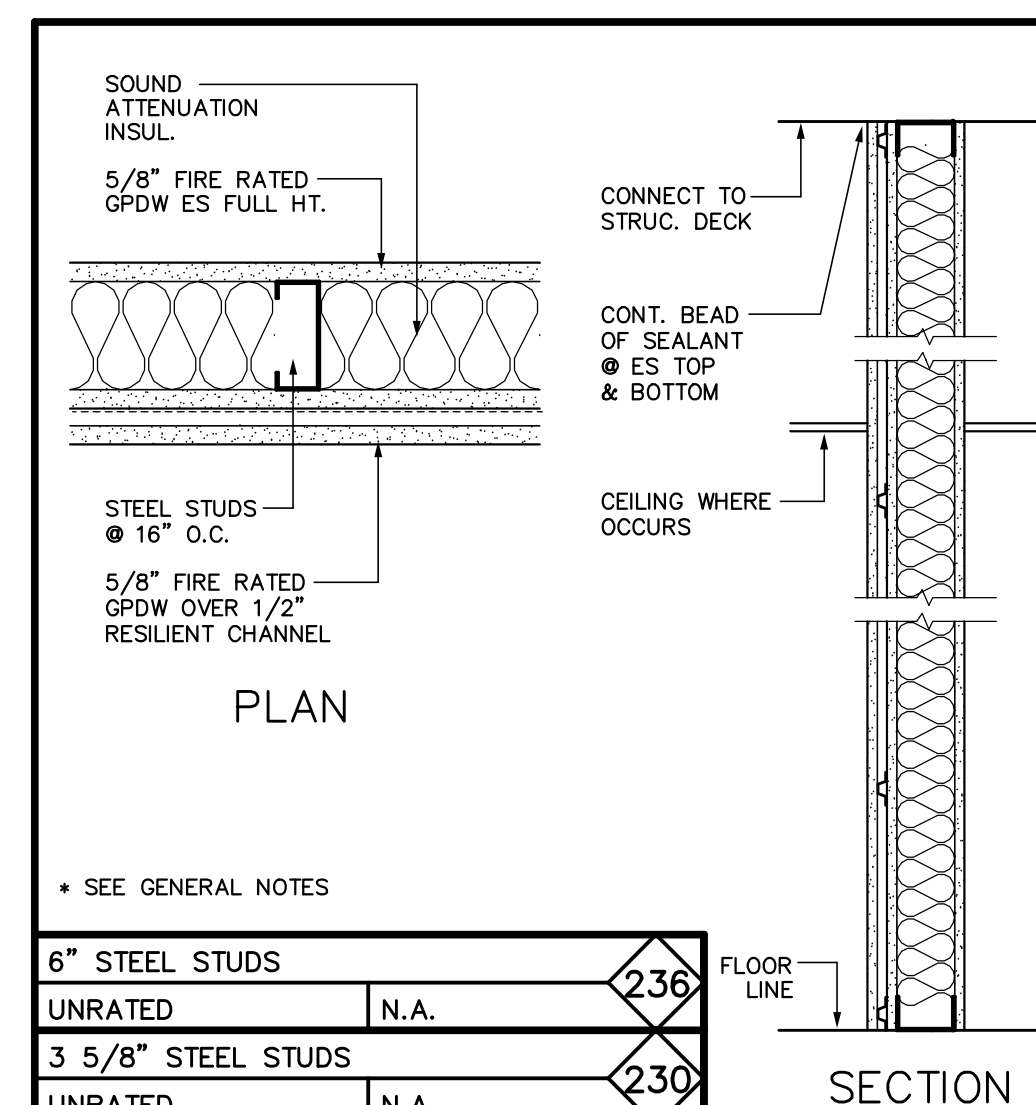 SOUND
ATTENUATION
INSUL.
5/8" FIRE RATED
GPDW ES FULL HT.
STEEL STUDS
@ 16" O.C.
5/8" FIRE RATED
GPDW OVER 1/2"
RESILIENT CHANNEL
PLAN
CONNECT TO
STRUC. DECK
CONT. BEAD
OF SEALANT
@ ES TOP
& BOTTOM
CEILING WHERE
OCCURS
FLOOR
LINE
SECTION
* SEE GENERAL NOTES
6" STEEL STUDS
236
UNRATED
N.A.
3 5/8" STEEL STUDS
230
UNRATED
N.A.